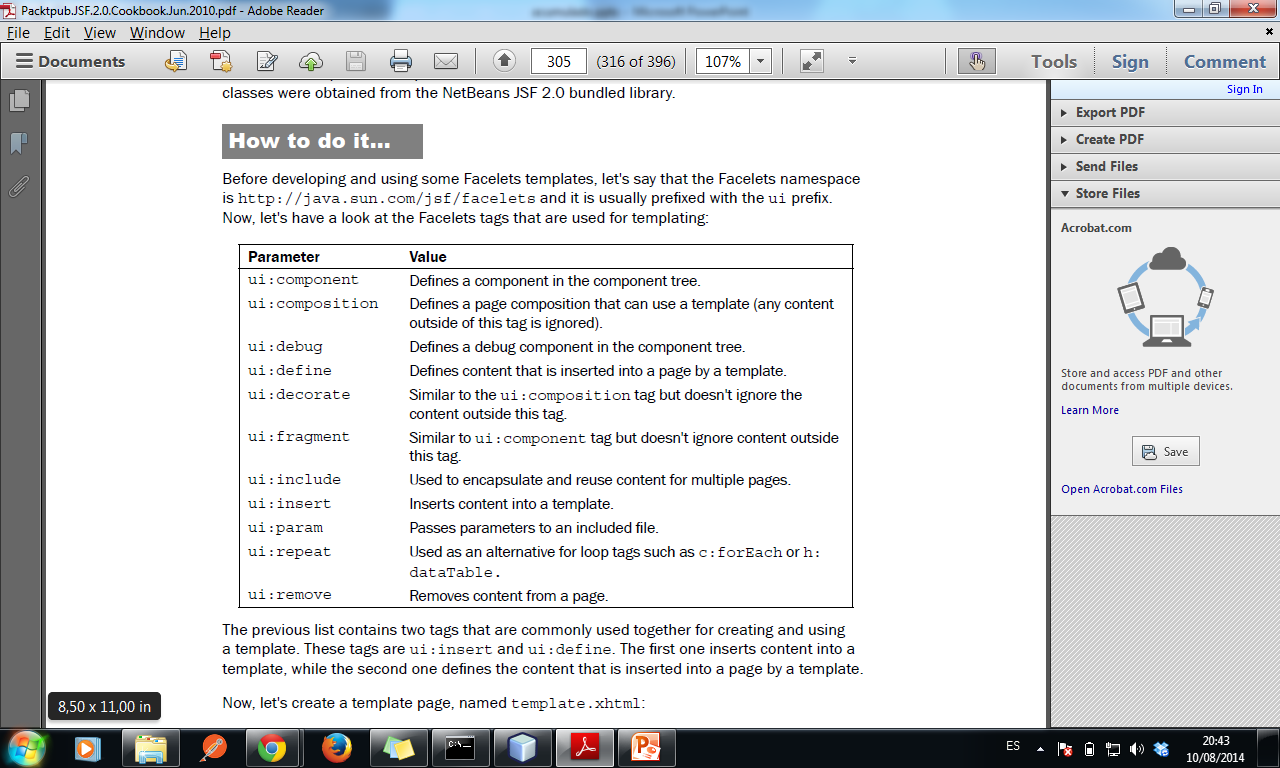 Packtpub.JSF.2.0.Cookbook.Jun.2010.pdf - Adobe Reader
File Edit View Window Help
Documents 305 (316 of 396) 107% Tools Sign Comment
Sign In
Export PDF
Create PDF
Send Files
Store Files
Acrobat.com
Store and access PDF and other
documents from multiple devices.
Learn More
Save
Open Acrobat.com Files
classes were obtained from the NetBeans JSF 2.0 bundled library.
How to do it...
Before developing and using some Facelets templates, let's say that the Facelets namespace
is http://java.sun.com/jsf/facelets and it is usually prefixed with the ui prefix.
Now, let's have a look at the Facelets tags that are used for templating:
Parameter Value
ui:component Defines a component in the component tree.
ui:composition Defines a page composition that can use a template (any content
outside of this tag is ignored).
ui:debug Defines a debug component in the component tree.
ui:define Defines content that is inserted into a page by a template.
ui:decorate Similar to the ui:composition tag but doesn't ignore the
content outside this tag.
ui:fragment Similar to ui:component tag but doesn't ignore content outside
this tag.
ui:include Used to encapsulate and reuse content for multiple pages.
ui:insert Inserts content into a template.
ui:param Passes parameters to an included file.
ui:repeat Used as an alternative for loop tags such as c:forEach or h:
dataTable.
ui:remove Removes content from a page.
The previous list contains two tags that are commonly used together for creating and using
a template. These tags are ui:insert and ui:define. The first one inserts content into a
template, while the second one defines the content that is inserted into a page by a template.
Now, let's create a template page, named template.xhtml:
8,50 x 11,00 in
ES
20:43
10/08/2014